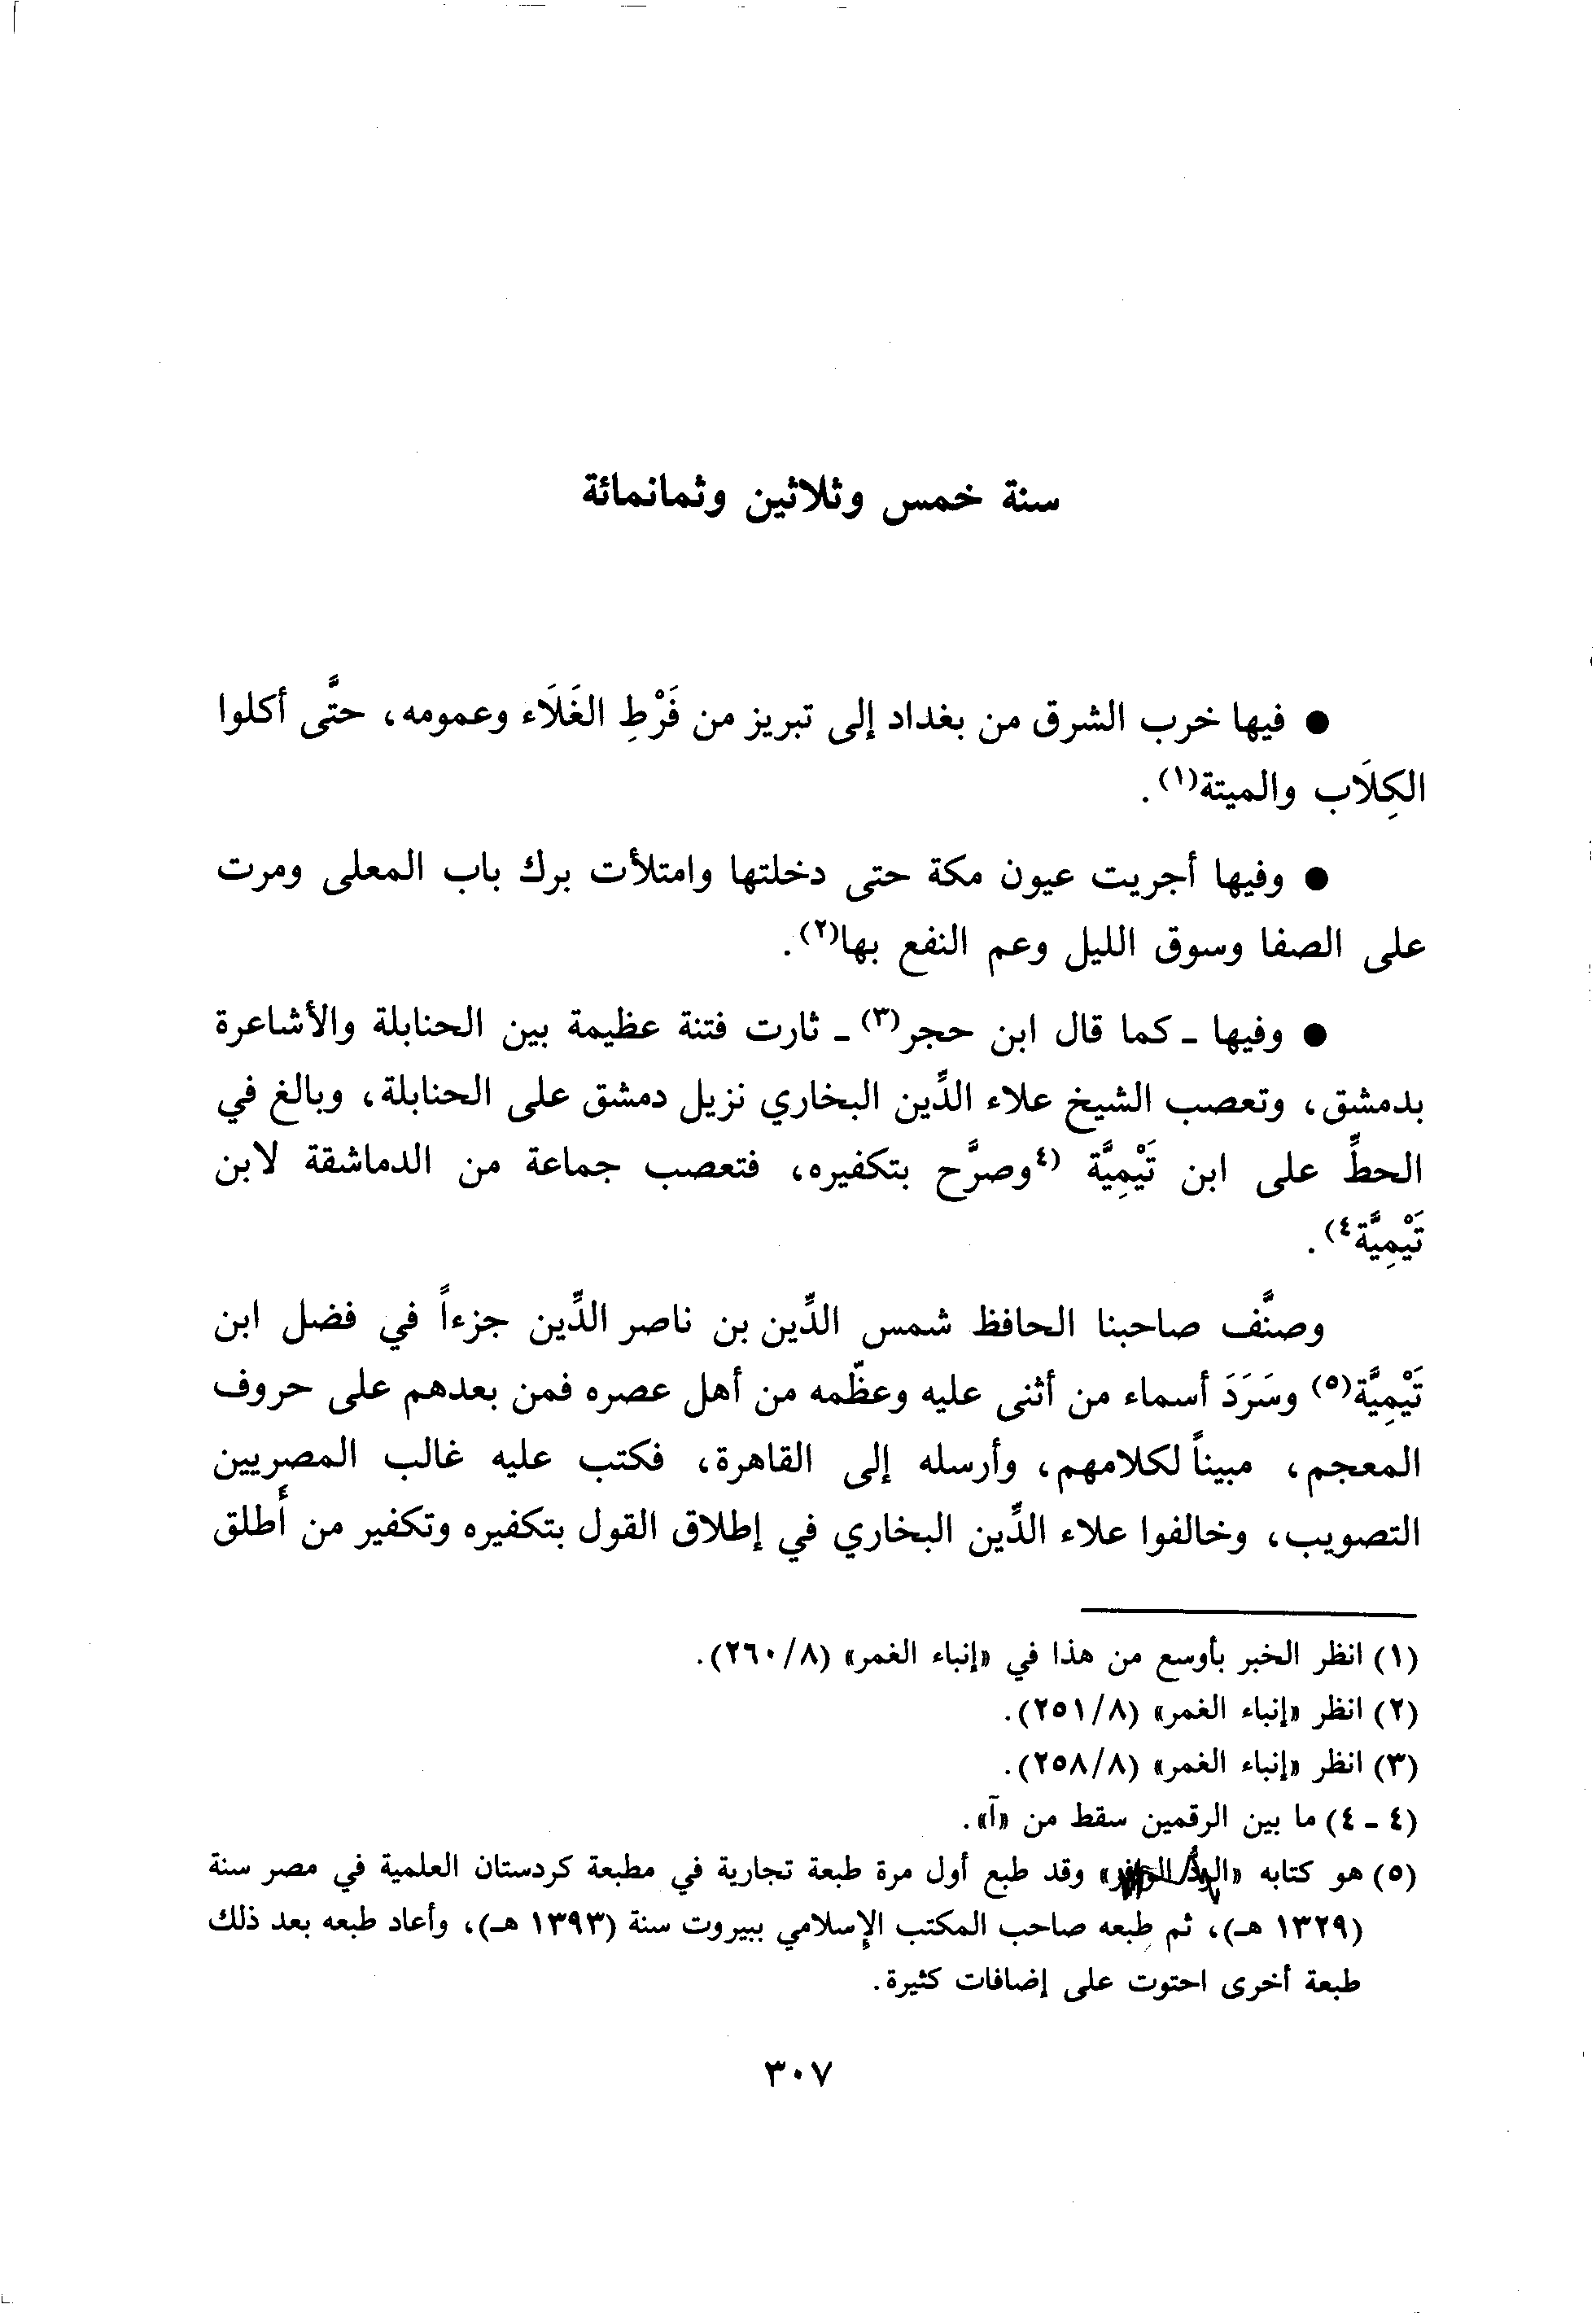 سنة خمس وثلاثين وثمانمائة
● فيها خرب الشرق من بغداد إلى تبريز من فَرْطِ الغَلَاَء وعمومه، حتَّى أكلوا
الكِلَاب والميتة(١).
● وفيها أجريت عيون مكة حتى دخلتها وامتلأت برك باب المعلى ومرت
على الصفا وسوق الليل وعم النفع بها(٢).
● وفيها - كما قال ابن حجر(٣) - ثارت فتنة عظيمة بين الحنابلة والأشاعرة
بدمشق، وتعصب الشيخ علاء الدِّين البخاري نزيل دمشق على الحنابلة، وبالغ في
الحطِّ على ابن تَيْمِيَّة (٤وصرَّح بتكفيره، فتعصب جماعة من الدماشقة لابن
تَيْمِيَّة٤).
وصنَّف صاحبنا الحافظ شمس الدِّين بن ناصر الدِّين جزءاً في فضل ابن
تَيْمِيَّة(٥) وسَرَدَ أسماء من أثنى عليه وعظّمه من أهل عصره فمن بعدهم على حروف
المعجم، مبيناً لكلامهم، وأرسله إلى القاهرة، فكتب عليه غالب المصريين
التصويب، وخالفوا علاء الدِّين البخاري في إطلاق القول بتكفيره وتكفير من أَطلق
(١) انظر الخبر بأوسع من هذا في «إنباء الغمر» (٨/٢٦٠).
(٢) انظر «إنباء الغمر» (٨/٢٥١).
(٣) انظر «إنباء الغمر» (٨/٢٥٨).
(٤ - ٤) ما بين الرقمين سقط من «آ».
(٥) هو كتابه «الردُّ الوافر» وقد طبع أول مرة طبعة تجارية في مطبعة كردستان العلمية في مصر سنة
(١٣٢٩ هـ)، ثم طبعه صاحب المكتب الإسلامي ببيروت سنة (١٣٩٣ هـ)، وأعاد طبعه بعد ذلك
طبعة أخرى احتوت على إضافات كثيرة.
٣٠٧